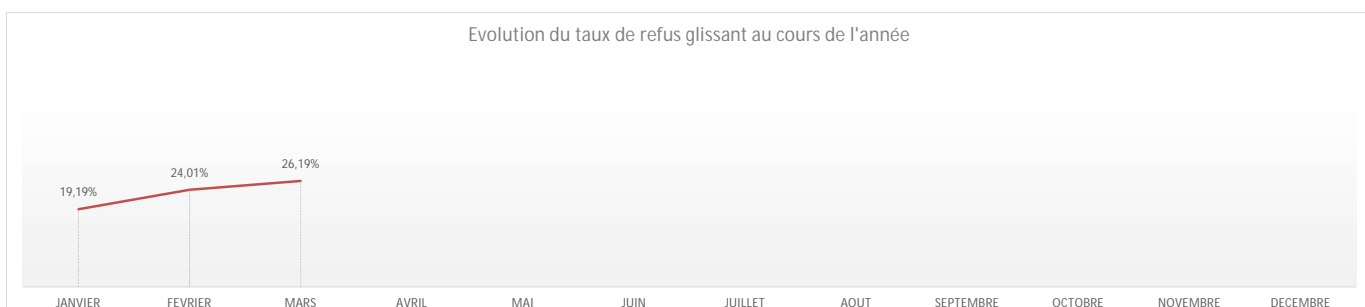 Evolution du taux de refus glissant au cours de l'année
26,19%
24,01%
19,19%
JANVIER FEVRIER MARS AVRIL MAI JUIN JUILLET AOUT SEPTEMBRE OCTOBRE NOVEMBRE DECEMBRE